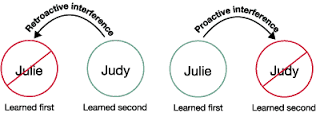 Retroactive interference
Proactive interference
Julie
Judy
Julie
Judy
Learned first
Learned second
Learned first
Learned second